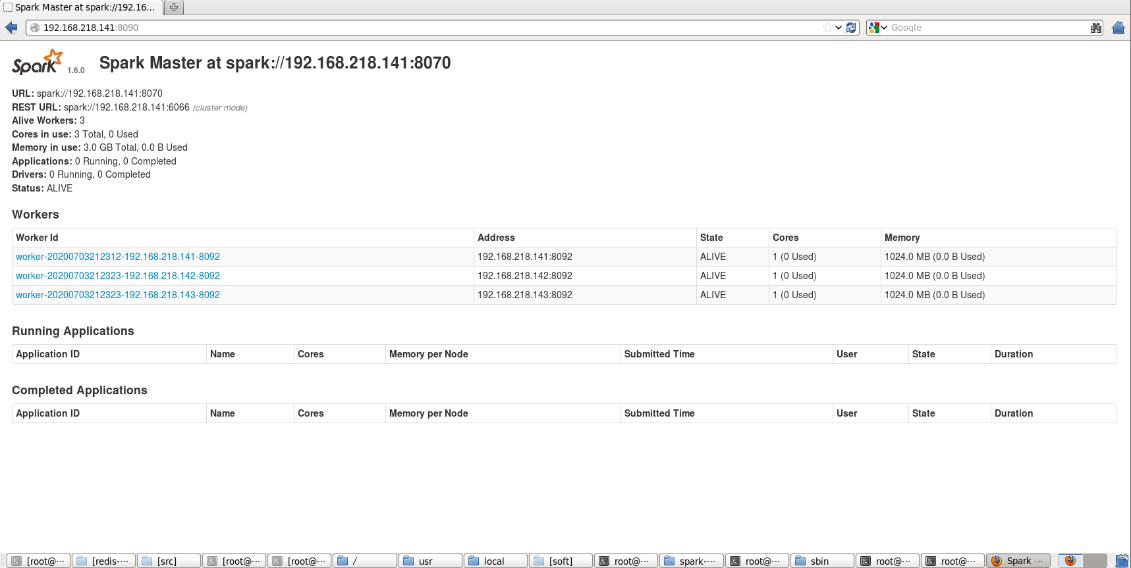 Spark Master at spark://192.16...
192.168.218.141:8090
Google
Spark 1.6.0 Spark Master at spark://192.168.218.141:8070
URL: spark://192.168.218.141:8070
REST URL: spark://192.168.218.141:6066 (cluster mode)
Alive Workers: 3
Cores in use: 3 Total, 0 Used
Memory in use: 3.0 GB Total, 0.0 B Used
Applications: 0 Running, 0 Completed
Drivers: 0 Running, 0 Completed
Status: ALIVE
Workers
Worker Id Address State Cores Memory
worker-20200703212312-192.168.218.141-8092 192.168.218.141:8092 ALIVE 1 (0 Used) 1024.0 MB (0.0 B Used)
worker-20200703212323-192.168.218.142-8092 192.168.218.142:8092 ALIVE 1 (0 Used) 1024.0 MB (0.0 B Used)
worker-20200703212323-192.168.218.143-8092 192.168.218.143:8092 ALIVE 1 (0 Used) 1024.0 MB (0.0 B Used)
Running Applications
Application ID Name Cores Memory per Node Submitted Time User State Duration
Completed Applications
Application ID Name Cores Memory per Node Submitted Time User State Duration
[root@··· [redis-··· [src] [root@··· [root@··· / usr local [soft] root@··· spark-··· root@··· sbin root@··· root@··· Spark ···